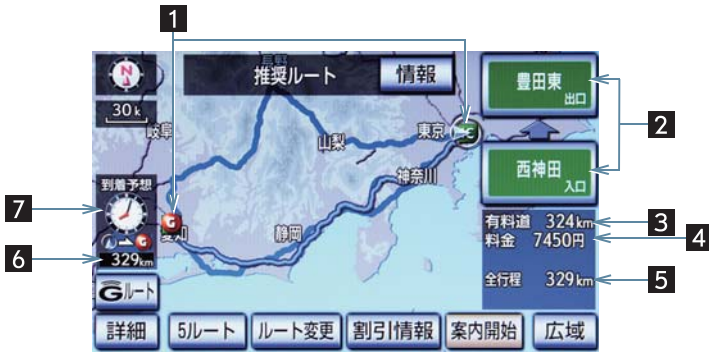 1
長野
推奨ルート
情報
豊田東
出口
30k
岐阜
山梨
東京
2
西神田
入口
到着予想
神奈川
7
G
愛知
静岡
有料道 324km
3
料金 7450円
4
6
329km
全行程 329km
5
Gルート
詳細
5ルート
ルート変更
割引情報
案内開始
広域